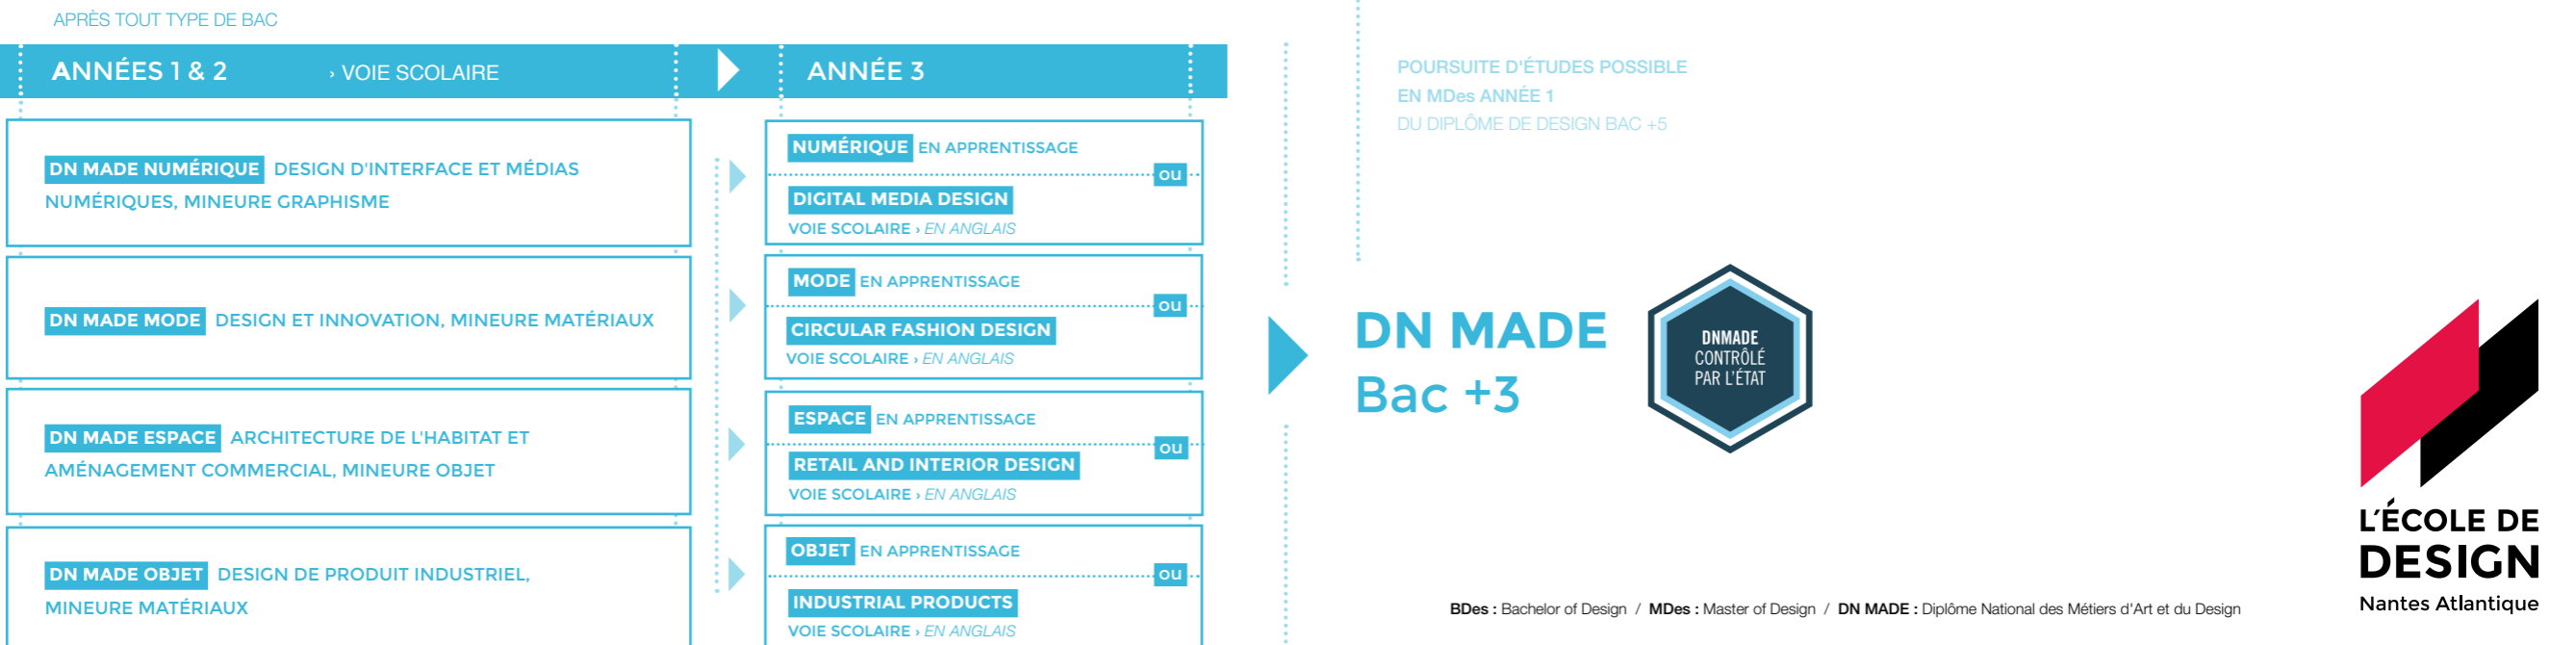 APRÈS TOUT TYPE DE BAC
ANNÉES 1 & 2 › VOIE SCOLAIRE
ANNÉE 3
DN MADE NUMÉRIQUE DESIGN D'INTERFACE ET MÉDIAS
NUMÉRIQUES, MINEURE GRAPHISME
NUMÉRIQUE EN APPRENTISSAGE
ou
DIGITAL MEDIA DESIGN
VOIE SCOLAIRE › EN ANGLAIS
DN MADE MODE DESIGN ET INNOVATION, MINEURE MATÉRIAUX
MODE EN APPRENTISSAGE
ou
CIRCULAR FASHION DESIGN
VOIE SCOLAIRE › EN ANGLAIS
DN MADE ESPACE ARCHITECTURE DE L'HABITAT ET
AMÉNAGEMENT COMMERCIAL, MINEURE OBJET
ESPACE EN APPRENTISSAGE
ou
RETAIL AND INTERIOR DESIGN
VOIE SCOLAIRE › EN ANGLAIS
DN MADE OBJET DESIGN DE PRODUIT INDUSTRIEL,
MINEURE MATÉRIAUX
OBJET EN APPRENTISSAGE
ou
INDUSTRIAL PRODUCTS
VOIE SCOLAIRE › EN ANGLAIS
POURSUITE D'ÉTUDES POSSIBLE
EN MDes ANNÉE 1
DU DIPLÔME DE DESIGN BAC +5
DN MADE
Bac +3
DNMADE
CONTRÔLÉ
PAR L'ÉTAT
L'ÉCOLE DE
DESIGN
Nantes Atlantique
BDes : Bachelor of Design / MDes : Master of Design / DN MADE : Diplôme National des Métiers d'Art et du Design